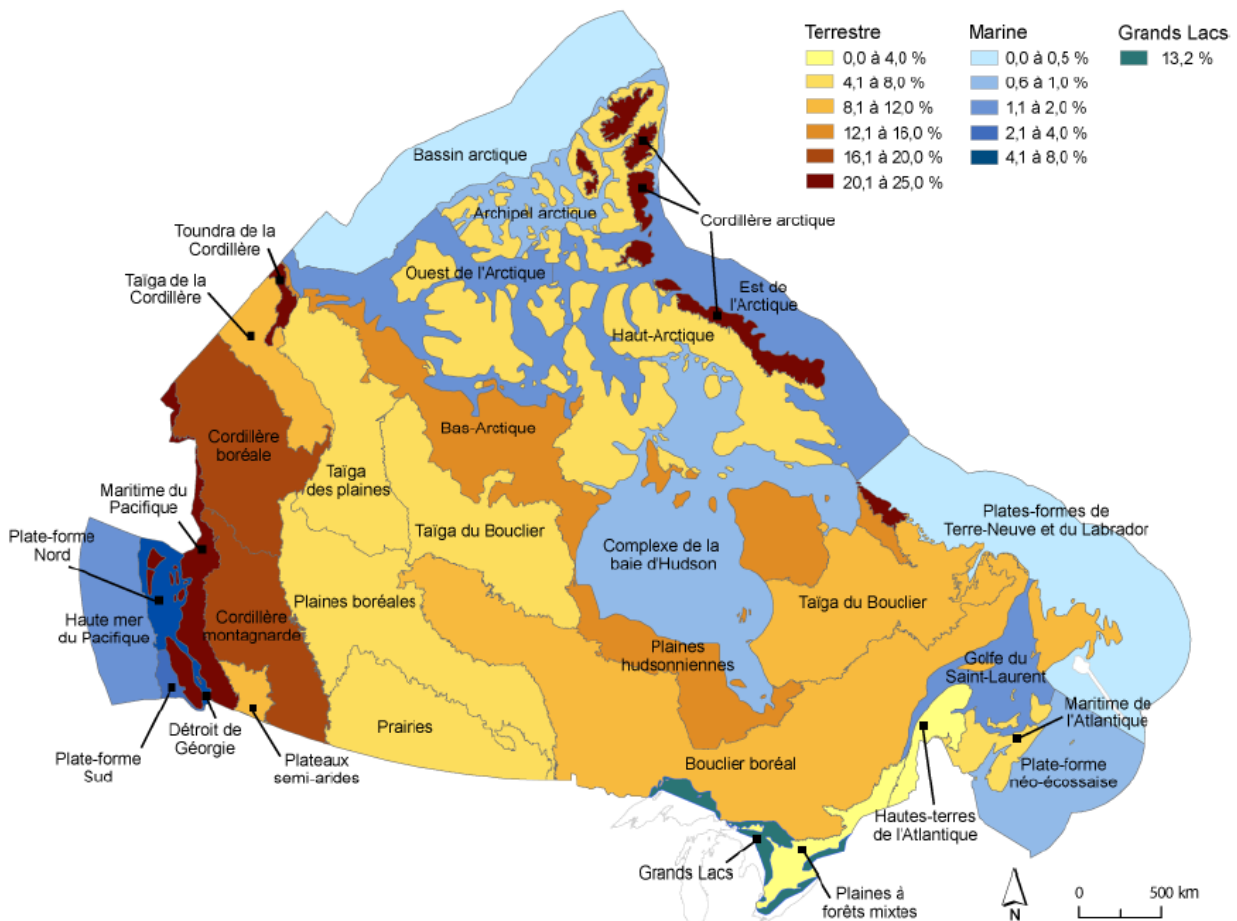 Terrestre
0,0 à 4,0 %
4,1 à 8,0 %
8,1 à 12,0 %
12,1 à 16,0 %
16,1 à 20,0 %
20,1 à 25,0 %
Marine
0,0 à 0,5 %
0,6 à 1,0 %
1,1 à 2,0 %
2,1 à 4,0 %
4,1 à 8,0 %
Grands Lacs
13,2 %
Bassin arctique
Archipel arctique
Cordillère arctique
Toundra de la
Cordillère
Taïga de la
Cordillère
Ouest de l'Arctique
Est de
l'Arctique
Haut-Arctique
Bas-Arctique
Cordillère
boréale
Taïga
des plaines
Maritime du
Pacifique
Plate-forme
Nord
Taïga du Bouclier
Plates-formes de
Terre-Neuve et du Labrador
Complexe de la
baie d'Hudson
Plaines boréales
Taïga du Bouclier
Haute mer
du Pacifique
Cordillère
montagnarde
Plaines
hudsonniennes
Golfe du
Saint-Laurent
Maritime de
l'Atlantique
Prairies
Détroit de
Géorgie
Plate-forme
Sud
Plateaux
semi-arides
Bouclier boréal
Plate-forme
néo-écossaise
Hautes-terres
de l'Atlantique
Grands Lacs
Plaines à
forêts mixtes
N
0 500 km